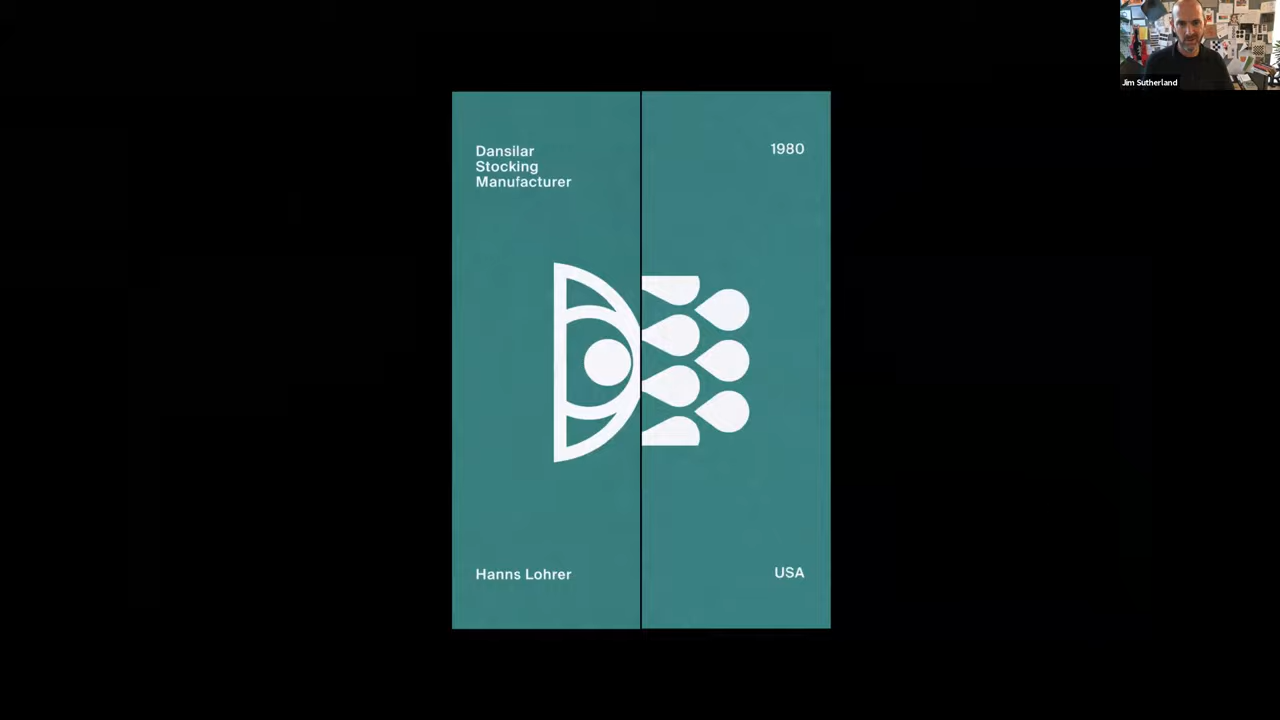 Jim Sutherland
Dansilar
Stocking
Manufacturer
1980
Hanns Lohrer
USA